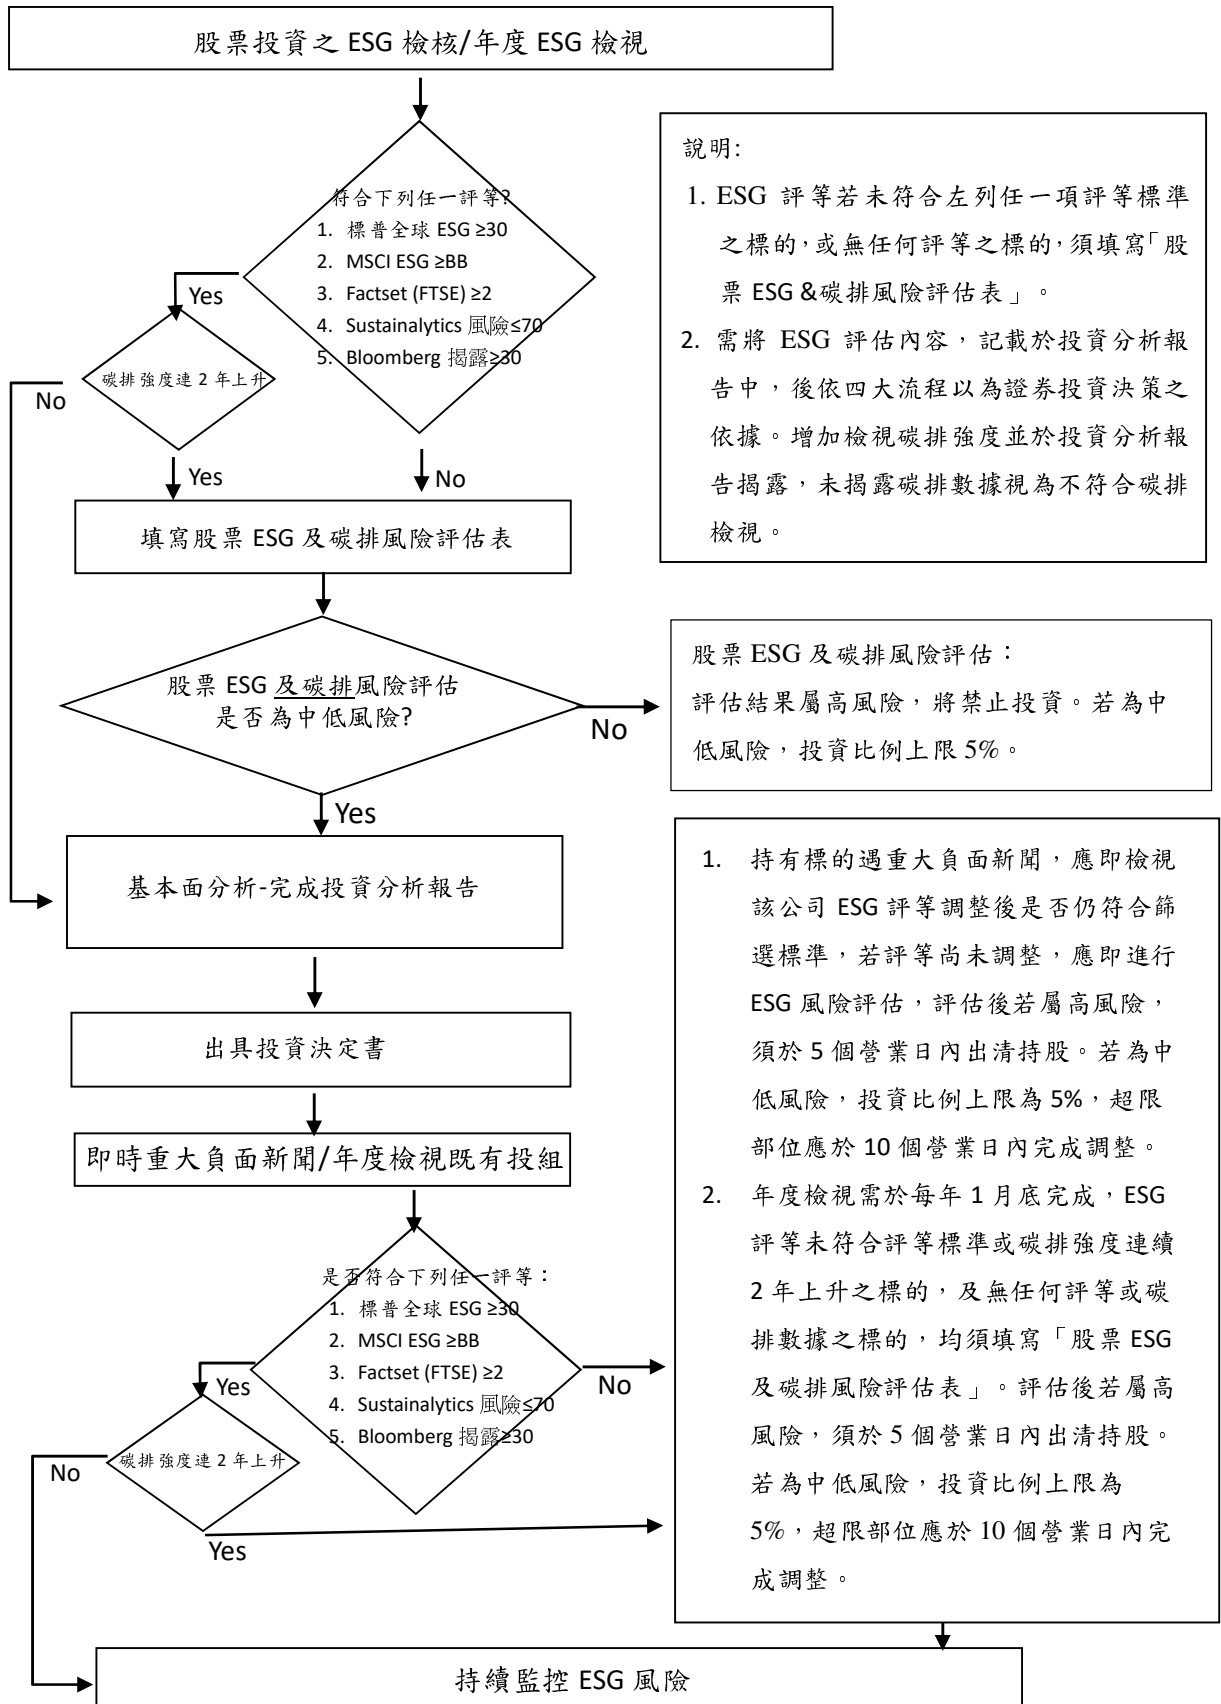 股票投資之 ESG 檢核/年度 ESG 檢視
符合下列任一評等?
1. 標普全球 ESG ≥30
2. MSCI ESG ≥BB
3. Factset (FTSE) ≥2
4. Sustainalytics 風險≤70
5. Bloomberg 揭露≥30
Yes
碳排強度連 2 年上升
No
Yes
No
說明:
1. ESG 評等若未符合左列任一項評等標準
之標的,或無任何評等之標的,須填寫「股
票 ESG &碳排風險評估表」。
2. 需將 ESG 評估內容，記載於投資分析報
告中，後依四大流程以為證券投資決策之
依據。增加檢視碳排強度並於投資分析報
告揭露，未揭露碳排數據視為不符合碳排
檢視。
填寫股票 ESG 及碳排風險評估表
股票 ESG 及碳排風險評估
是否為中低風險?
No
Yes
股票 ESG 及碳排風險評估：
評估結果屬高風險，將禁止投資。若為中
低風險，投資比例上限 5%。
基本面分析-完成投資分析報告
出具投資決定書
即時重大負面新聞/年度檢視既有投組
是否符合下列任一評等：
1. 標普全球 ESG ≥30
2. MSCI ESG ≥BB
3. Factset (FTSE) ≥2
4. Sustainalytics 風險≤70
5. Bloomberg 揭露≥30
Yes
No
碳排強度連 2 年上升
No
Yes
1. 持有標的遇重大負面新聞，應即檢視
該公司 ESG 評等調整後是否仍符合篩
選標準，若評等尚未調整，應即進行
ESG 風險評估，評估後若屬高風險，
須於 5 個營業日內出清持股。若為中
低風險，投資比例上限為 5%，超限
部位應於 10 個營業日內完成調整。
2. 年度檢視需於每年 1 月底完成，ESG
評等未符合評等標準或碳排強度連續
2 年上升之標的，及無任何評等或碳
排數據之標的，均須填寫「股票 ESG
及碳排風險評估表」。評估後若屬高
風險，須於 5 個營業日內出清持股。
若為中低風險，投資比例上限為
5%，超限部位應於 10 個營業日內完
成調整。
持續監控 ESG 風險